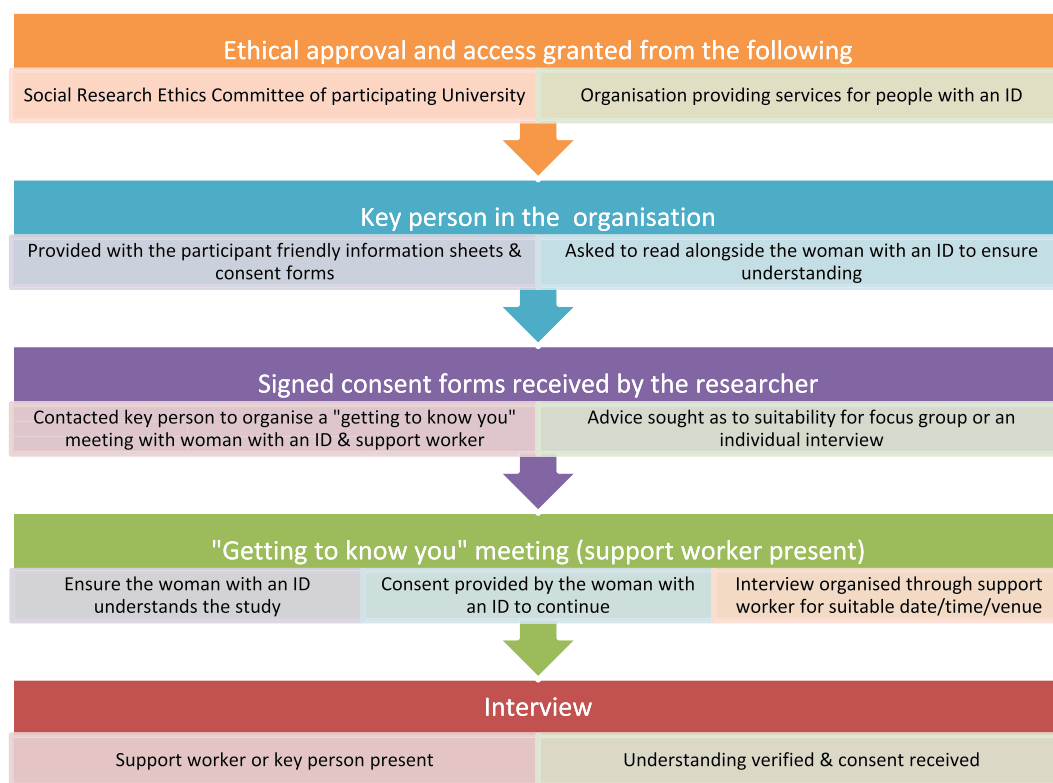 Ethical approval and access granted from the following
Social Research Ethics Committee of participating University
Organisation providing services for people with an ID
Key person in the  organisation
Provided with the participant friendly information sheets &
consent forms
Asked to read alongside the woman with an ID to ensure
understanding
Signed consent forms received by the researcher
Contacted key person to organise a "getting to know you"
meeting with woman with an ID & support worker
Advice sought as to suitability for focus group or an
individual interview
"Getting to know you" meeting (support worker present)
Ensure the woman with an ID
understands the study
Consent provided by the woman with
an ID to continue
Interview organised through support
worker for suitable date/time/venue
Interview
Support worker or key person present
Understanding verified & consent received